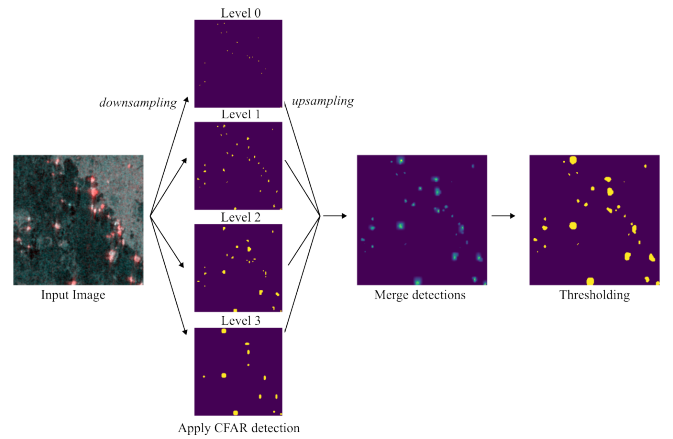 Level 0
downsampling
upsampling
Level 1
Level 2
Input Image
Merge detections
Thresholding
Level 3
Apply CFAR detection